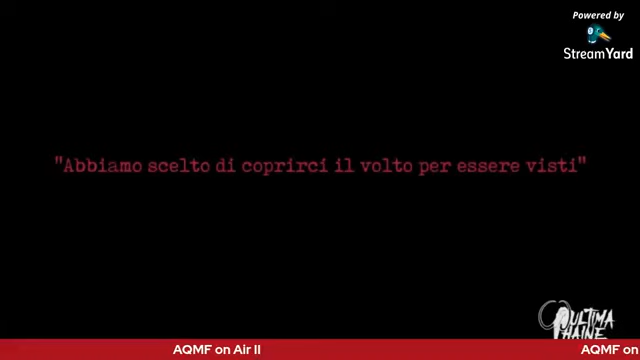 Powered by
StreamYard
"Abbiamo scelto di coprirci il volto per essere visti"
ULTIMA
HAINE
AQMF on Air II
AQMF on